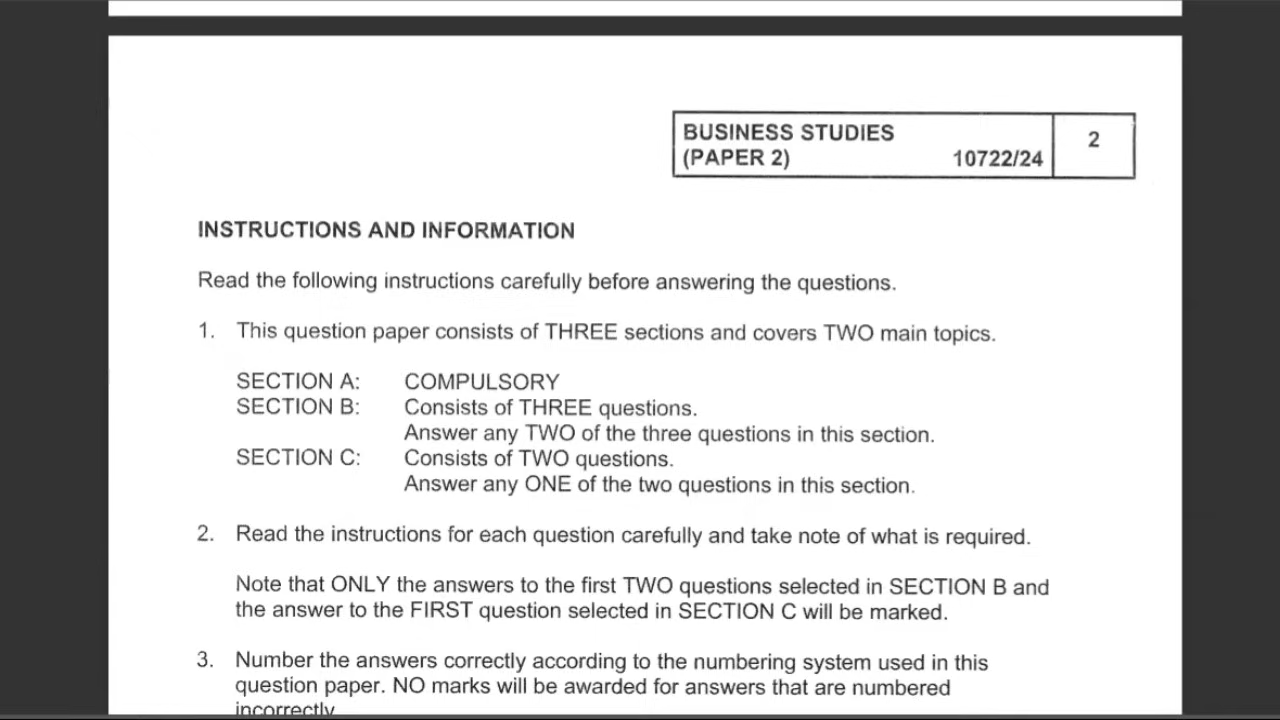 BUSINESS STUDIES
(PAPER 2) 10722/24
2
INSTRUCTIONS AND INFORMATION
Read the following instructions carefully before answering the questions.
1. This question paper consists of THREE sections and covers TWO main topics.
SECTION A: COMPULSORY
SECTION B: Consists of THREE questions.
Answer any TWO of the three questions in this section.
SECTION C: Consists of TWO questions.
Answer any ONE of the two questions in this section.
2. Read the instructions for each question carefully and take note of what is required.
Note that ONLY the answers to the first TWO questions selected in SECTION B and
the answer to the FIRST question selected in SECTION C will be marked.
3. Number the answers correctly according to the numbering system used in this
question paper. NO marks will be awarded for answers that are numbered
incorrectly